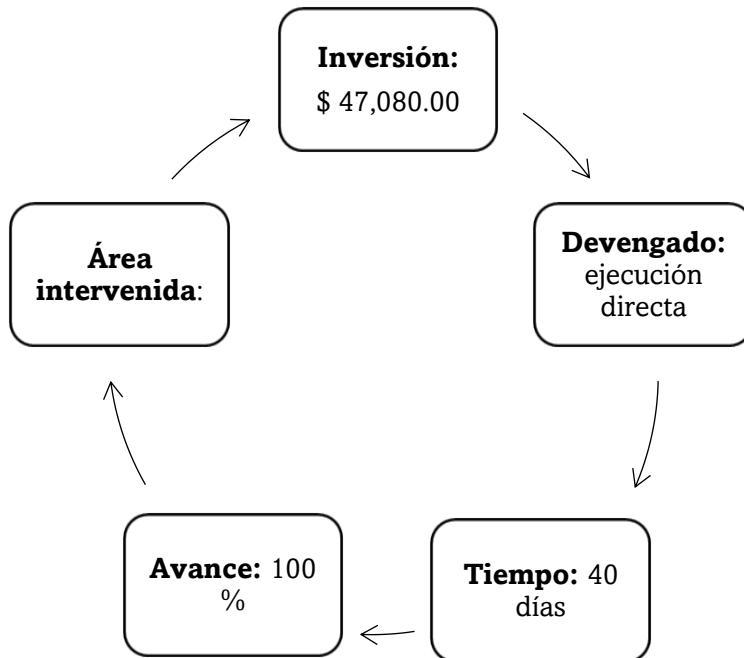 Inversión:
$ 47,080.00
Devengado:
ejecución
directa
Tiempo: 40
días
Avance: 100
%
Área
intervenida: